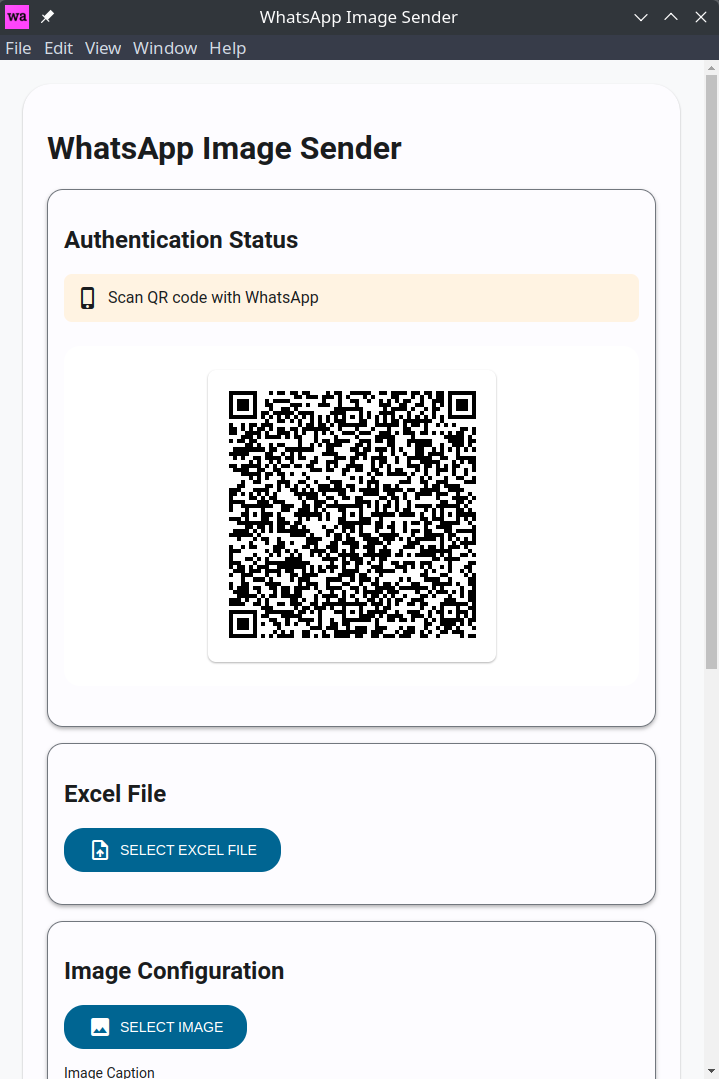 wa
WhatsApp Image Sender
File Edit View Window Help
WhatsApp Image Sender
Authentication Status
Scan QR code with WhatsApp
Excel File
SELECT EXCEL FILE
Image Configuration
SELECT IMAGE
Image Caption